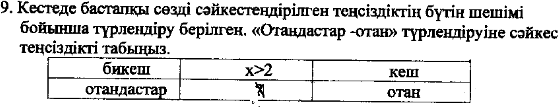 9. Кестеде бастапқы сөзді сәйкестендірілген теңсіздіктің бүтін шешімі
бойынша түрлендіру берілген. «Отандастар -отан» түрлендіруіне сәйкес
теңсіздікті табыңыз.
бикеш х>2 кеш
отандастар отан